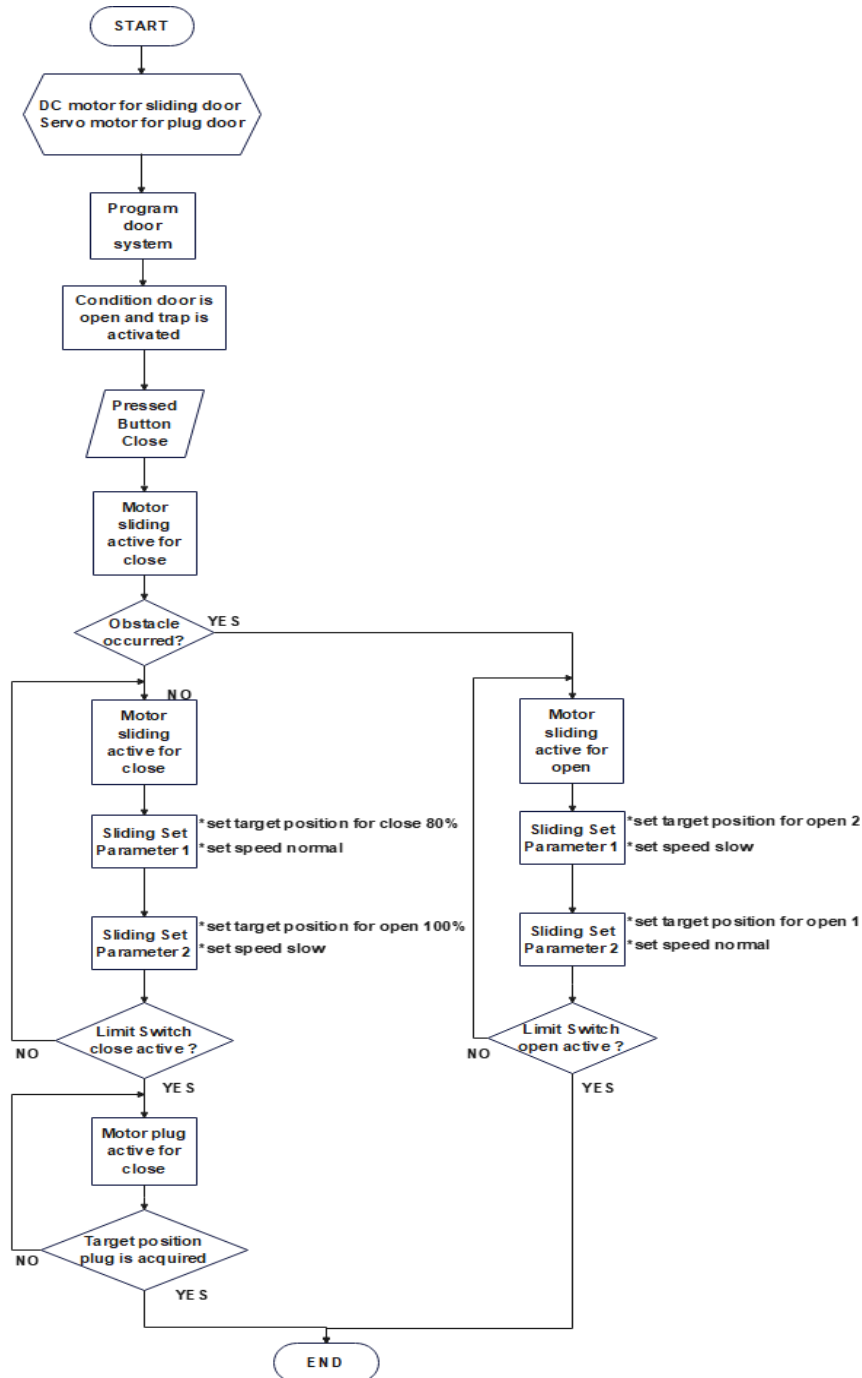 START
DC motor for sliding door
Servo motor for plug door
Program
door
system
Condition door is
open and trap is
activated
Pressed
Button
Close
Motor
sliding
active for
close
Obstacle
occurred?
YES
NO
Motor
sliding
active for
close
Sliding Set
Parameter 1
*set target position for close 80%
*set speed normal
Sliding Set
Parameter 2
*set target position for open 100%
*set speed slow
Limit Switch
close active ?
NO
YES
Motor plug
active for
close
Target position
plug is acquired
NO
YES
Motor
sliding
active for
open
Sliding Set
Parameter 1
*set target position for open 2
*set speed slow
Sliding Set
Parameter 2
*set target position for open 1
*set speed normal
Limit Switch
open active ?
NO
YES
END